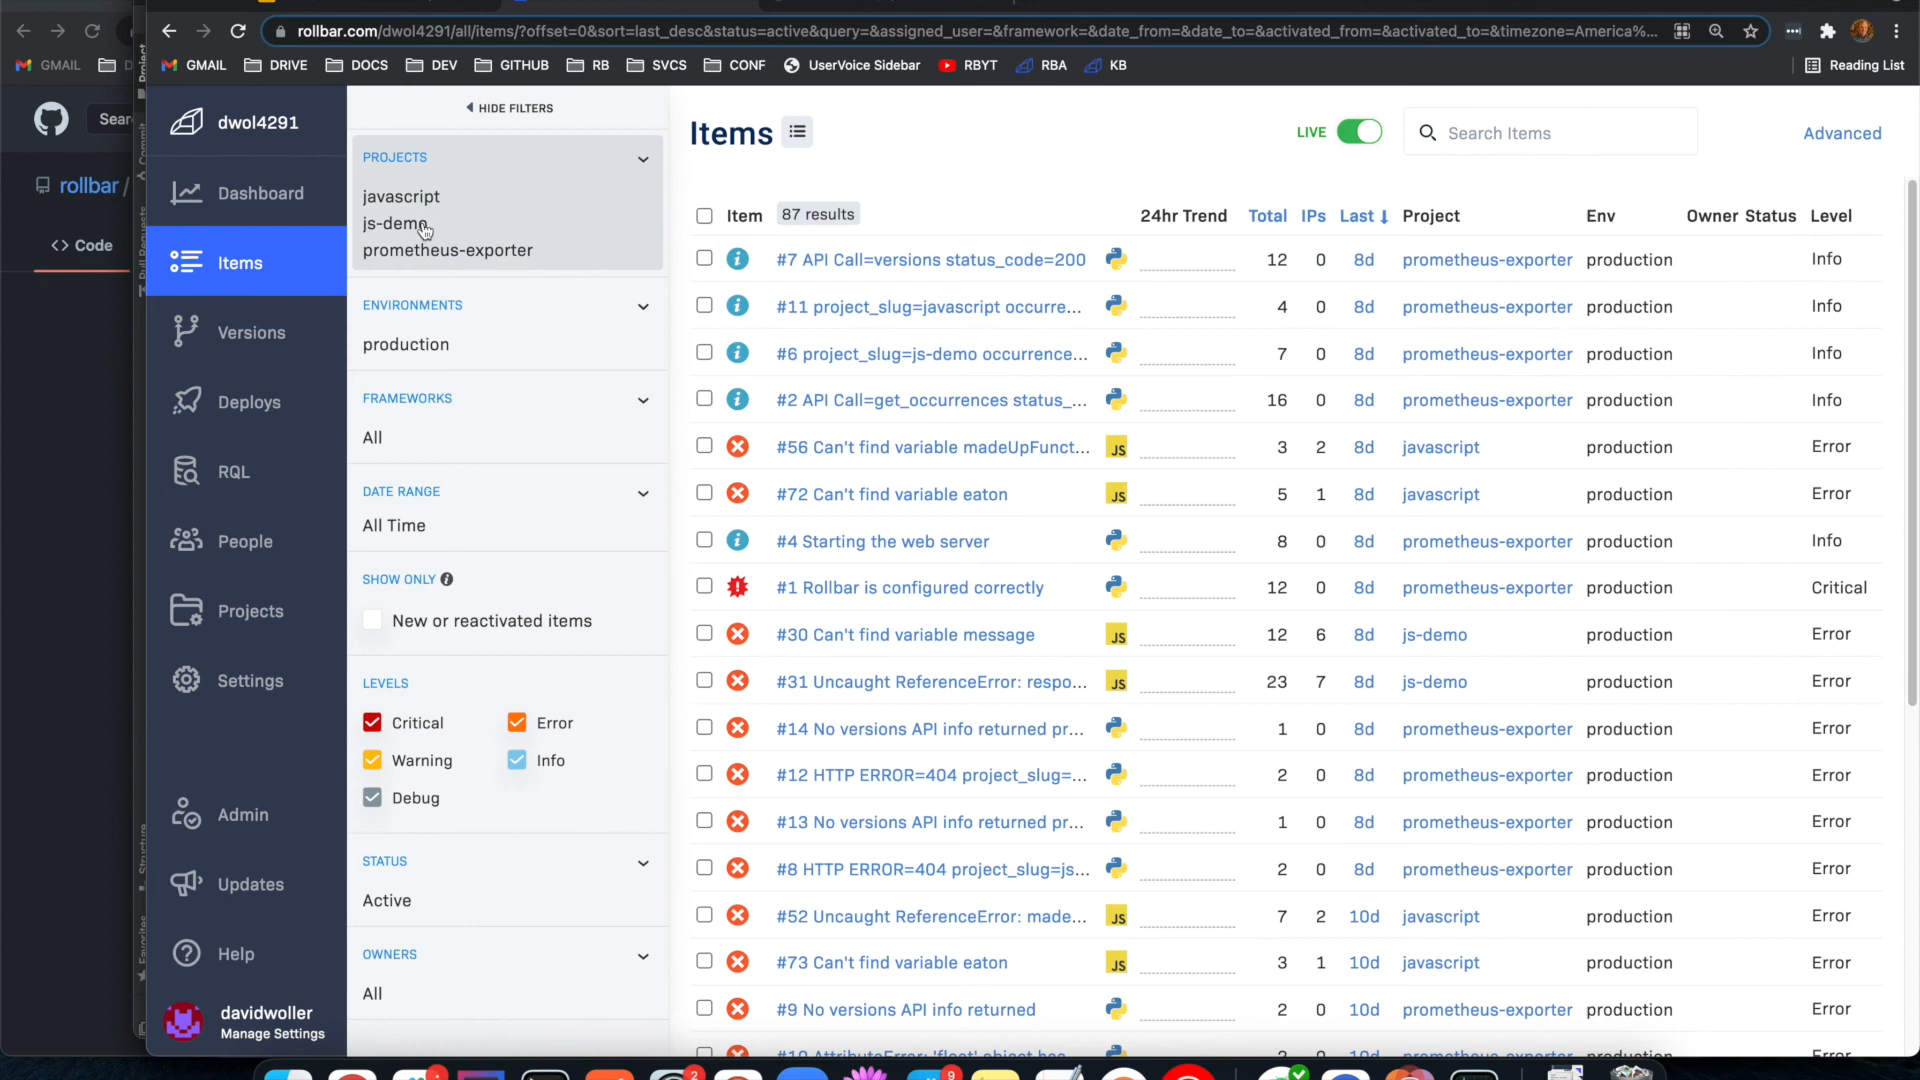 rollbar.com/dwol4291/all/items/?offset=0&sort=last_desc&status=active&query=&assigned_user=&framework=&date_from=&date_to=&activated_from=&activated_to=&timezone=America%...
GMAIL
GMAIL DRIVE DOCS DEV GITHUB RB SVCS CONF UserVoice Sidebar RBYT RBA KB Reading List
Sear
rollbar /
<> Code
dwol4291
Dashboard
Items
Versions
Deploys
RQL
People
Projects
Settings
Admin
Updates
Help
davidwoller
Manage Settings
HIDE FILTERS
PROJECTS
javascript
js-demo
prometheus-exporter
ENVIRONMENTS
production
FRAMEWORKS
All
DATE RANGE
All Time
SHOW ONLY
New or reactivated items
LEVELS
Critical Error
Warning Info
Debug
STATUS
Active
OWNERS
All
Items LIVE Search Items Advanced
Item 87 results 24hr Trend Total IPs Last ↓ Project Env Owner Status Level
#7 API Call=versions status_code=200 12 0 8d prometheus-exporter production Info
#11 project_slug=javascript occurre... 4 0 8d prometheus-exporter production Info
#6 project_slug=js-demo occurrence... 7 0 8d prometheus-exporter production Info
#2 API Call=get_occurrences status_... 16 0 8d prometheus-exporter production Info
#56 Can't find variable madeUpFunct... JS 3 2 8d javascript production Error
#72 Can't find variable eaton JS 5 1 8d javascript production Error
#4 Starting the web server 8 0 8d prometheus-exporter production Info
#1 Rollbar is configured correctly 12 0 8d prometheus-exporter production Critical
#30 Can't find variable message JS 12 6 8d js-demo production Error
#31 Uncaught ReferenceError: respo... JS 23 7 8d js-demo production Error
#14 No versions API info returned pr... 1 0 8d prometheus-exporter production Error
#12 HTTP ERROR=404 project_slug=... 2 0 8d prometheus-exporter production Error
#13 No versions API info returned pr... 1 0 8d prometheus-exporter production Error
#8 HTTP ERROR=404 project_slug=js... 2 0 8d prometheus-exporter production Error
#52 Uncaught ReferenceError: made... JS 7 2 10d javascript production Error
#73 Can't find variable eaton JS 3 1 10d javascript production Error
#9 No versions API info returned 2 0 10d prometheus-exporter production Error
2 9